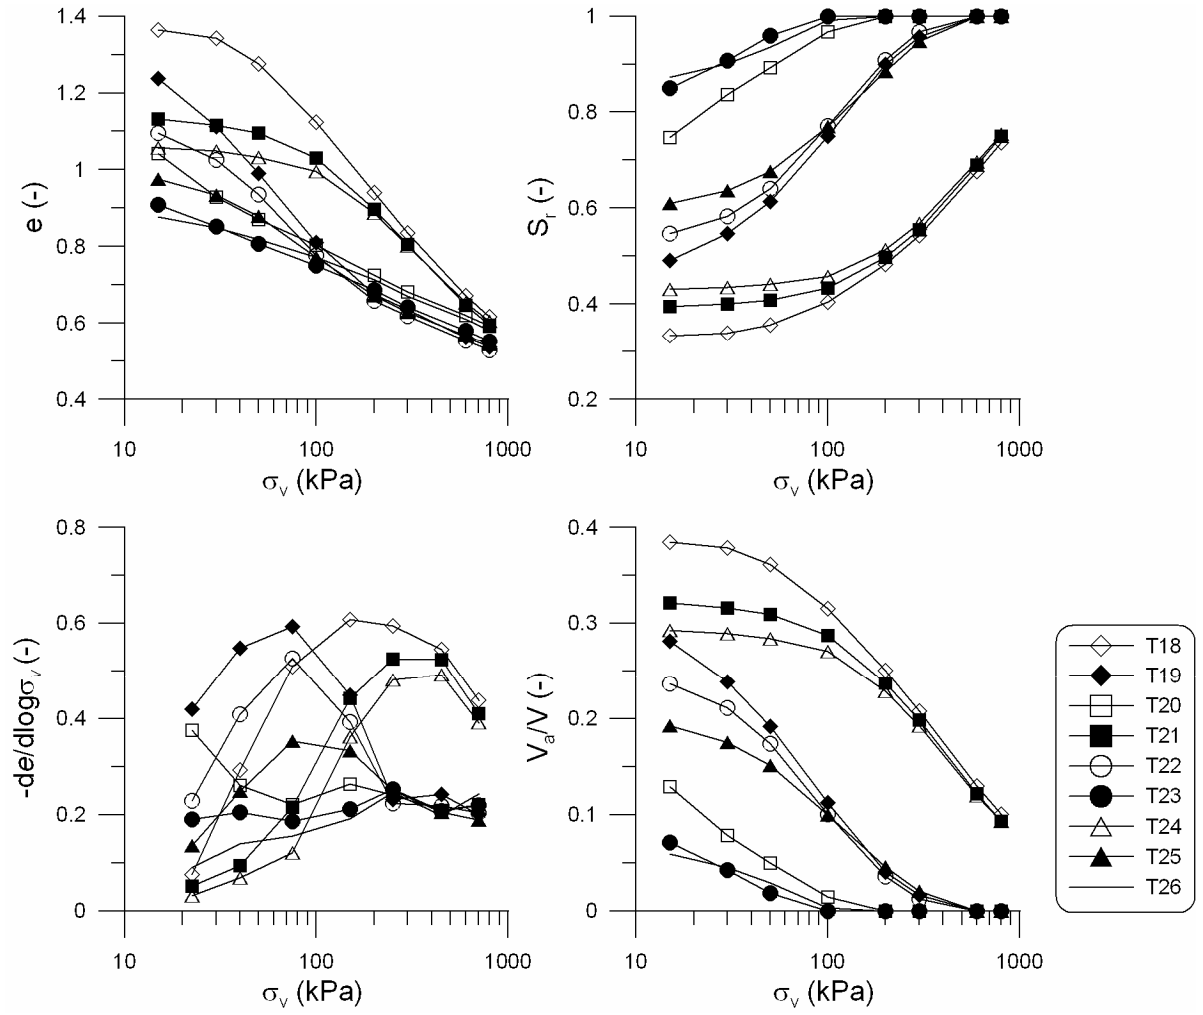 1.4
1.2
1
0.8
0.6
0.4
e (-)
10
100
1000
σv (kPa)
1
0.8
0.6
0.4
0.2
Sr (-)
10
100
1000
σv (kPa)
0.8
0.6
0.4
0.2
0
-de/dlogσv (-)
10
100
1000
σv (kPa)
0.4
0.3
0.2
0.1
0
Va/V (-)
10
100
1000
σv (kPa)
T18
T19
T20
T21
T22
T23
T24
T25
T26